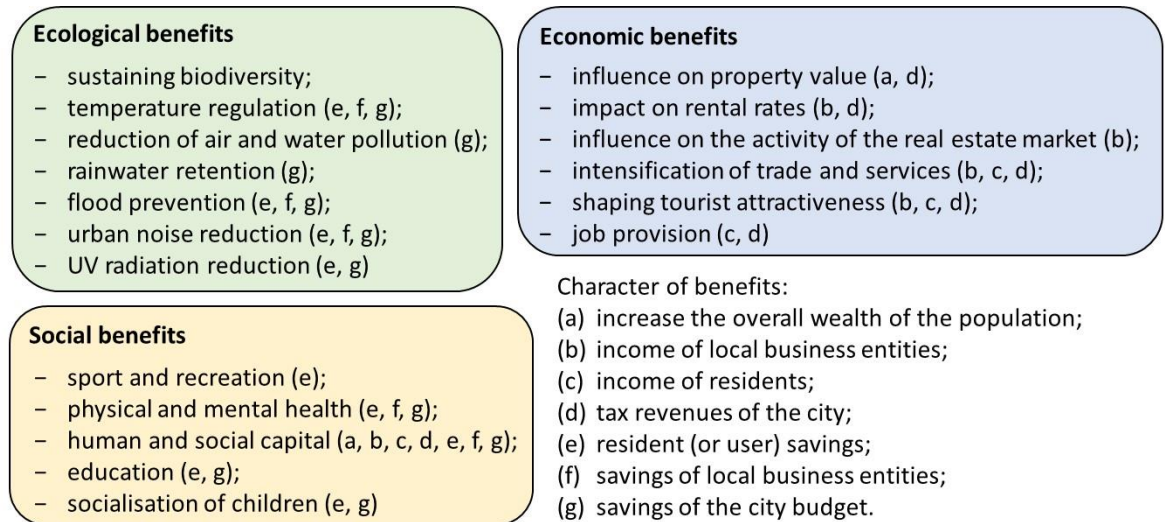 Ecological benefits
– sustaining biodiversity;
– temperature regulation (e, f, g);
– reduction of air and water pollution (g);
– rainwater retention (g);
– flood prevention (e, f, g);
– urban noise reduction (e, f, g);
– UV radiation reduction (e, g)
Economic benefits
– influence on property value (a, d);
– impact on rental rates (b, d);
– influence on the activity of the real estate market (b);
– intensification of trade and services (b, c, d);
– shaping tourist attractiveness (b, c, d);
– job provision (c, d)
Social benefits
– sport and recreation (e);
– physical and mental health (e, f, g);
– human and social capital (a, b, c, d, e, f, g);
– education (e, g);
– socialisation of children (e, g)
Character of benefits:
(a) increase the overall wealth of the population;
(b) income of local business entities;
(c) income of residents;
(d) tax revenues of the city;
(e) resident (or user) savings;
(f) savings of local business entities;
(g) savings of the city budget.